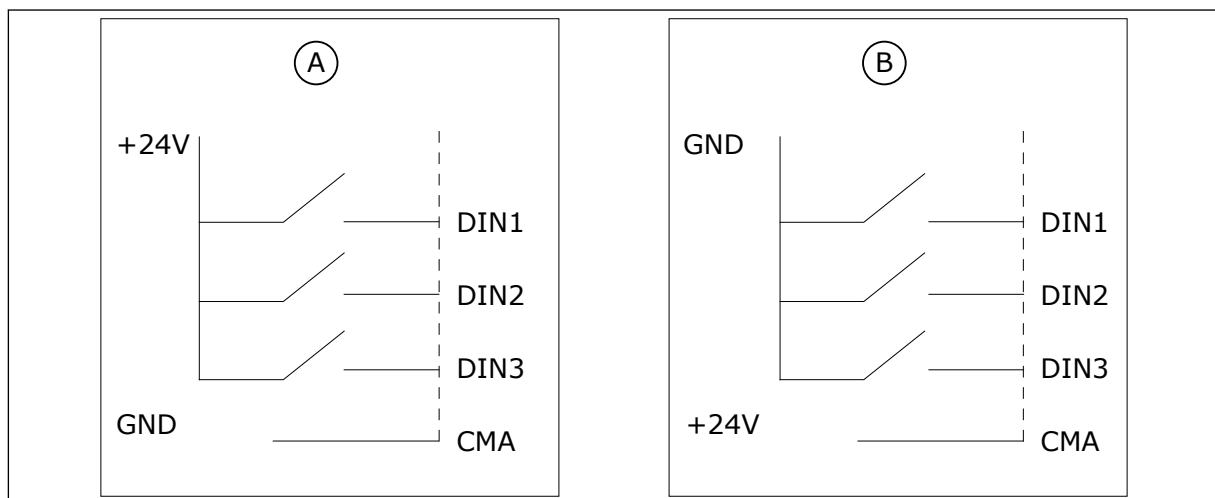 A
+24V
DIN1
DIN2
DIN3
GND
CMA
B
GND
DIN1
DIN2
DIN3
+24V
CMA